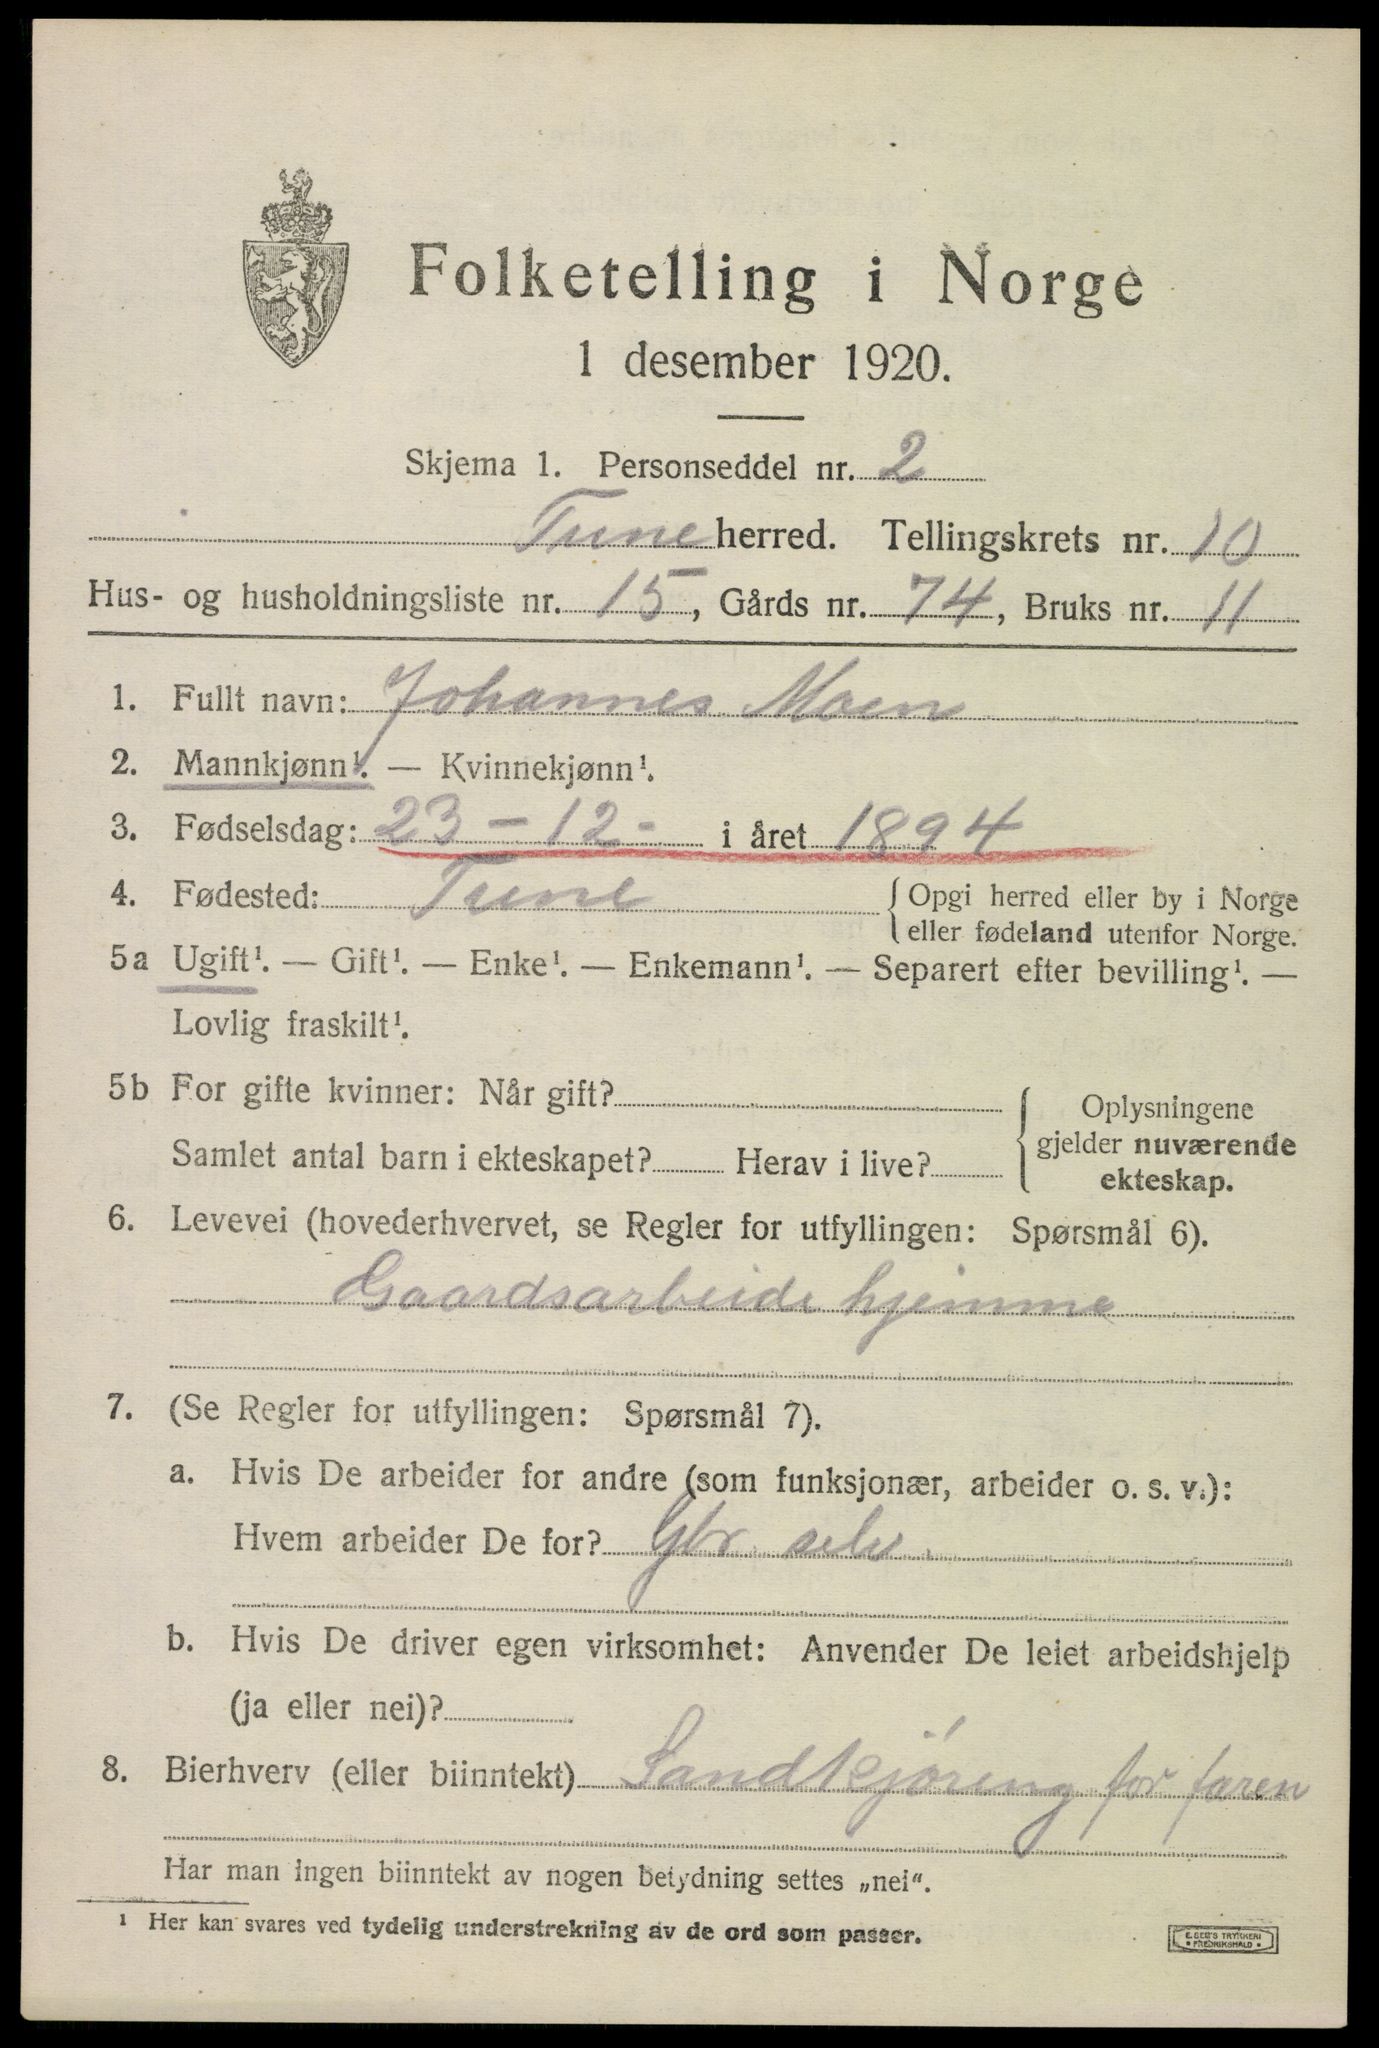 Folketelling i Norge
1 desember 1920.
Skjema 1. Personseddel nr. 2
Tune herred. Tellingskrets nr. 10
Hus- og husholdningsliste nr. 15, Gårds nr. 74, Bruks nr. 11
1. Fullt navn: Johannes Moen
2. Mannkjønn¹. — Kvinnekjønn¹.
3. Fødselsdag: 23 - 12 - i året 1894
4. Fødested: Tune { Opgi herred eller by i Norge
eller fødeland utenfor Norge.
5a Ugift¹. — Gift¹. — Enke¹. — Enkemann¹. — Separert efter bevilling¹. —
Lovlig fraskilt¹.
5b For gifte kvinner: Når gift?
Samlet antal barn i ekteskapet? Herav i live?
Oplysningene
gjelder nuværende
ekteskap.
6. Levevei (hovederhvervet, se Regler for utfyllingen: Spørsmål 6).
Gaardsarbeide hjemme
7. (Se Regler for utfyllingen: Spørsmål 7).
a. Hvis De arbeider for andre (som funksjonær, arbeider o. s. v.):
Hvem arbeider De for? Gbr selv.
b. Hvis De driver egen virksomhet: Anvender De leiet arbeidshjelp
(ja eller nei)?
8. Bierhverv (eller biinntekt) Sandkjøring for faren
Har man ingen biinntekt av nogen betydning settes „nei".
¹ Her kan svares ved tydelig understrekning av de ord som passer.
E. SEM'S TRYKKERI
• FREDRIKSHALD •